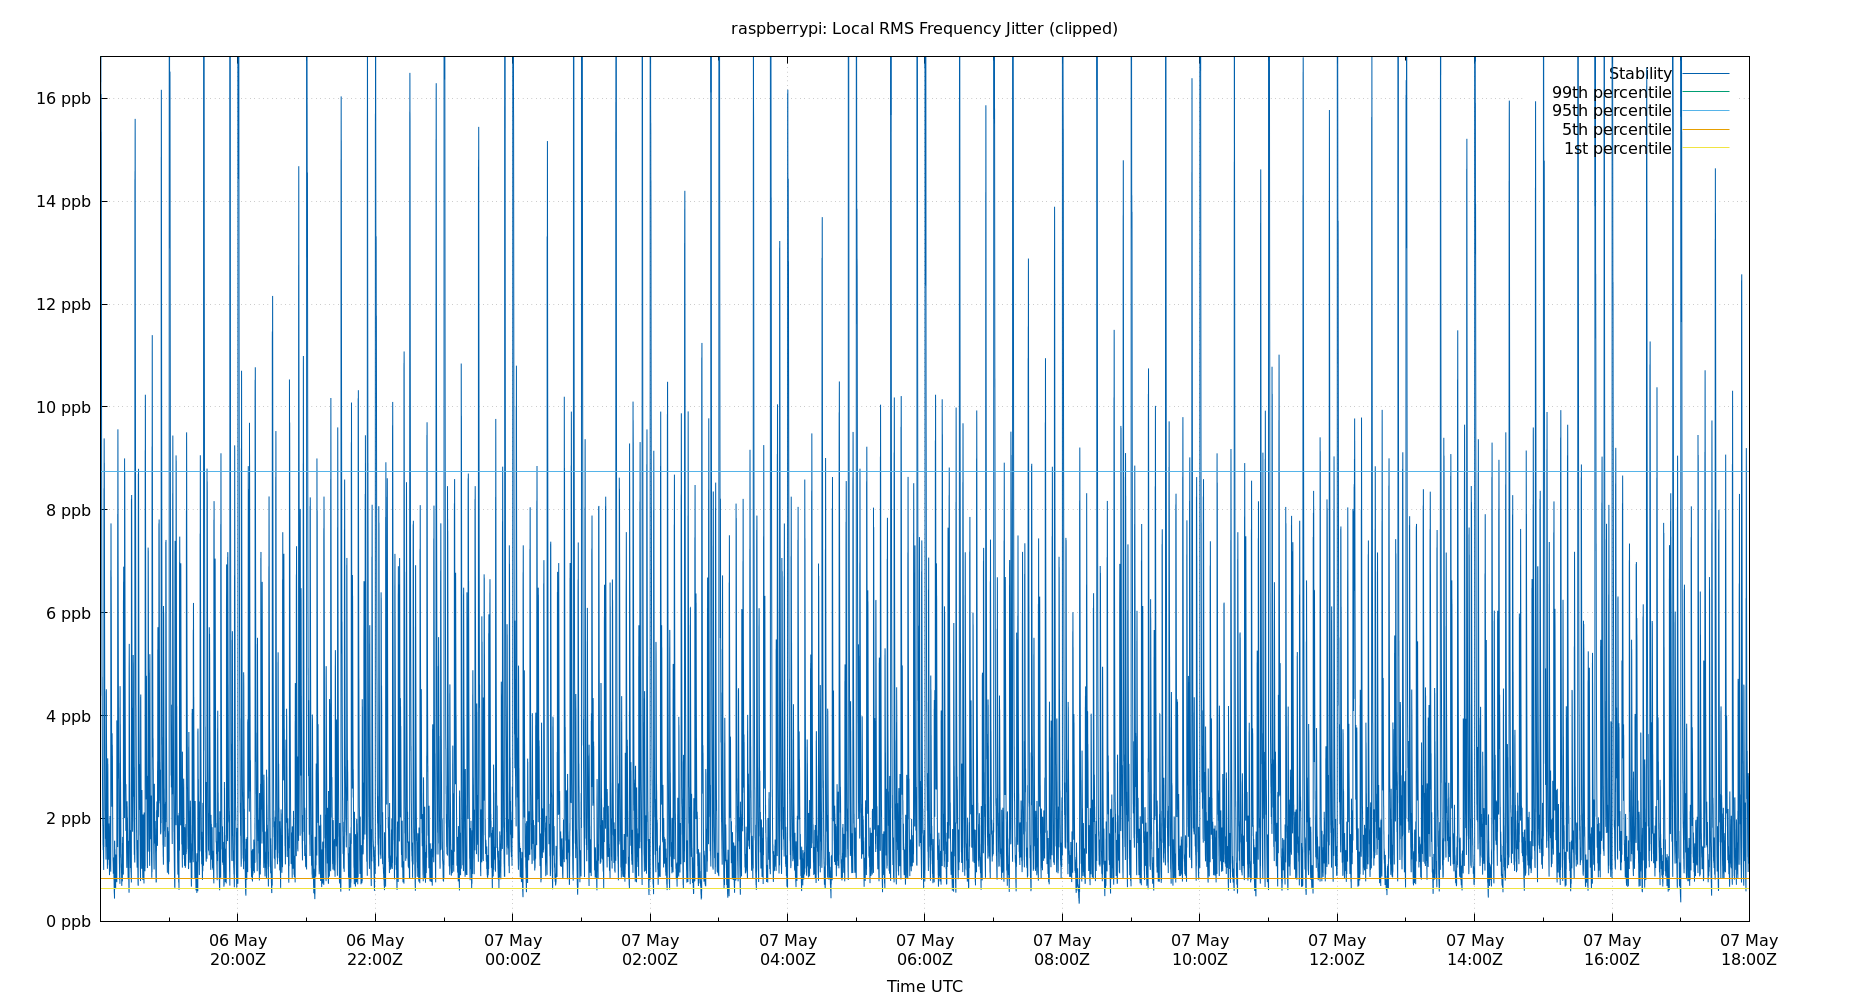 raspberrypi: Local RMS Frequency Jitter (clipped)
Stability
99th percentile
95th percentile
5th percentile
1st percentile
16 ppb
14 ppb
12 ppb
10 ppb
8 ppb
6 ppb
4 ppb
2 ppb
0 ppb
06 May 06 May 07 May 07 May 07 May 07 May 07 May 07 May 07 May 07 May 07 May 07 May
20:00Z 22:00Z 00:00Z 02:00Z 04:00Z 06:00Z 08:00Z 10:00Z 12:00Z 14:00Z 16:00Z 18:00Z
Time UTC